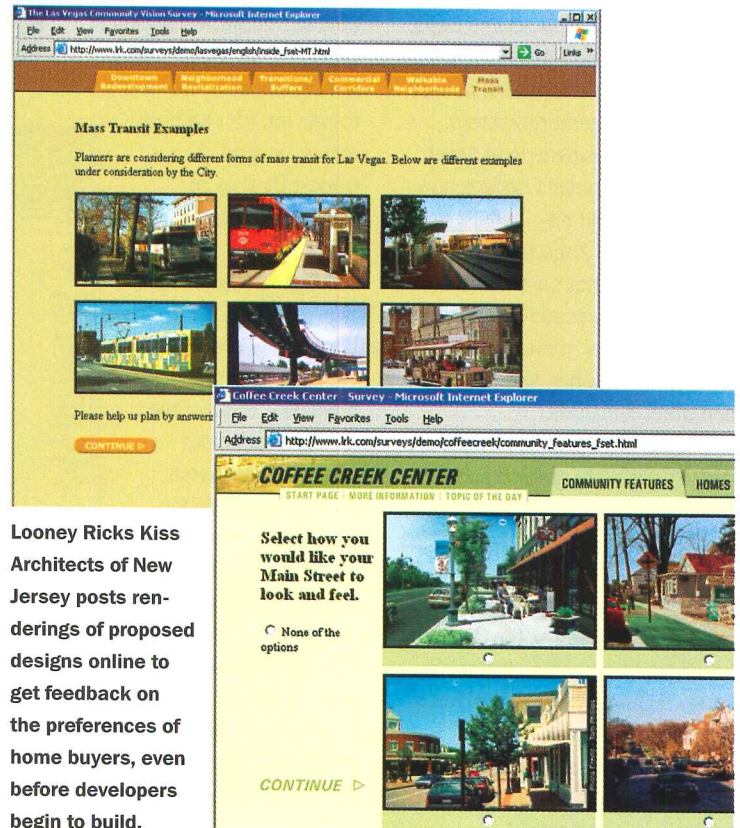 The Las Vegas Community Vision Survey - Microsoft Internet Explorer
File Edit View Favorites Tools Help
Address http://www.lrk.com/surveys/demo/lasvegas/english/inside_fset-MT.html Go Links »
Downtown Redevelopment
Neighborhood Revitalization
Transitions/ Buffers
Commercial Corridors
Walkable Neighborhoods
Mass Transit
Mass Transit Examples
Planners are considering different forms of mass transit for Las Vegas. Below are different examples
under consideration by the City.
Please help us plan by answeri
CONTINUE
Coffee Creek Center - Survey - Microsoft Internet Explorer
File Edit View Favorites Tools Help
Address http://www.lrk.com/surveys/demo/coffeecreek/community_features_fset.html
COFFEE CREEK CENTER
COMMUNITY FEATURES HOMES
START PAGE | MORE INFORMATION | TOPIC OF THE DAY
Select how you
would like your
Main Street to
look and feel.
None of the
options
CONTINUE
Looney Ricks Kiss
Architects of New
Jersey posts ren-
derings of proposed
designs online to
get feedback on
the preferences of
home buyers, even
before developers
begin to build.